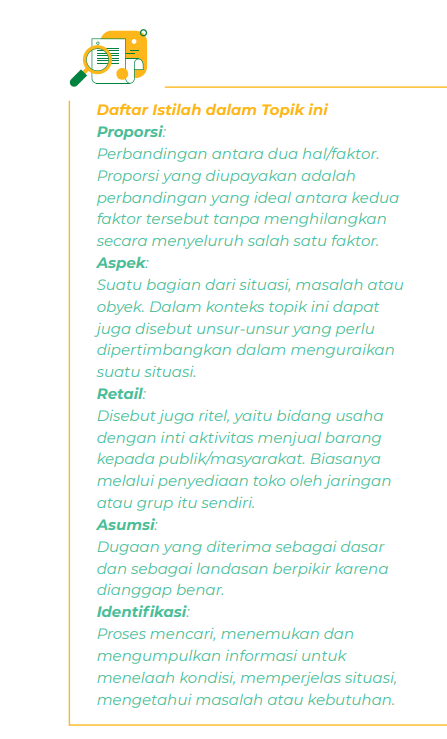 Daftar Istilah dalam Topik ini
Proporsi:
Perbandingan antara dua hal/faktor.
Proporsi yang diupayakan adalah
perbandingan yang ideal antara kedua
faktor tersebut tanpa menghilangkan
secara menyeluruh salah satu faktor.
Aspek:
Suatu bagian dari situasi, masalah atau
obyek. Dalam konteks topik ini dapat
juga disebut unsur-unsur yang perlu
dipertimbangkan dalam menguraikan
suatu situasi.
Retail:
Disebut juga ritel, yaitu bidang usaha
dengan inti aktivitas menjual barang
kepada publik/masyarakat. Biasanya
melalui penyediaan toko oleh jaringan
atau grup itu sendiri.
Asumsi:
Dugaan yang diterima sebagai dasar
dan sebagai landasan berpikir karena
dianggap benar.
Identifikasi:
Proses mencari, menemukan dan
mengumpulkan informasi untuk
menelaah kondisi, memperjelas situasi,
mengetahui masalah atau kebutuhan.